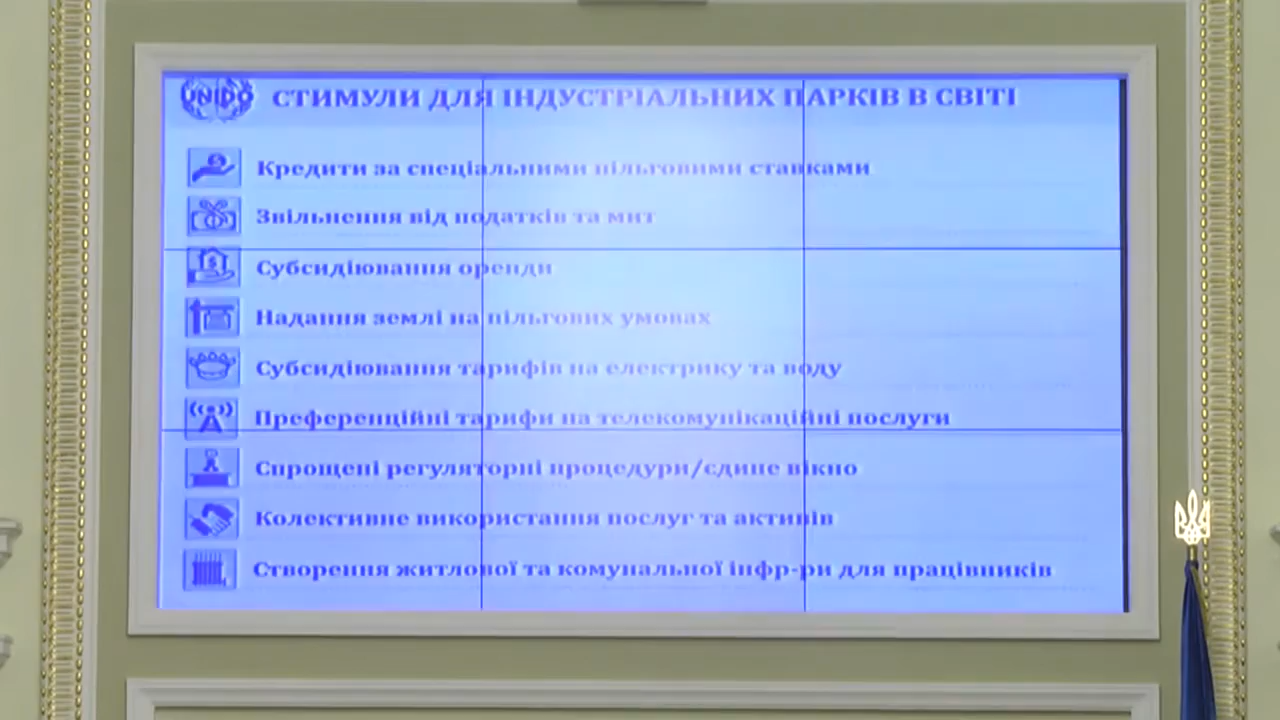 UNIDO СТИМУЛИ ДЛЯ ІНДУСТРІАЛЬНИХ ПАРКІВ В СВІТІ
Кредити за спеціальними пільговими ставками
Звільнення від податків та мит
Субсидіювання оренди
Надання землі на пільгових умовах
Субсидіювання тарифів на електрику та воду
Преференційні тарифи на телекомунікаційні послуги
Спрощені регуляторні процедури/єдине вікно
Колективне використання послуг та активів
Створення житлової та комунальної інфр-ри для працівників